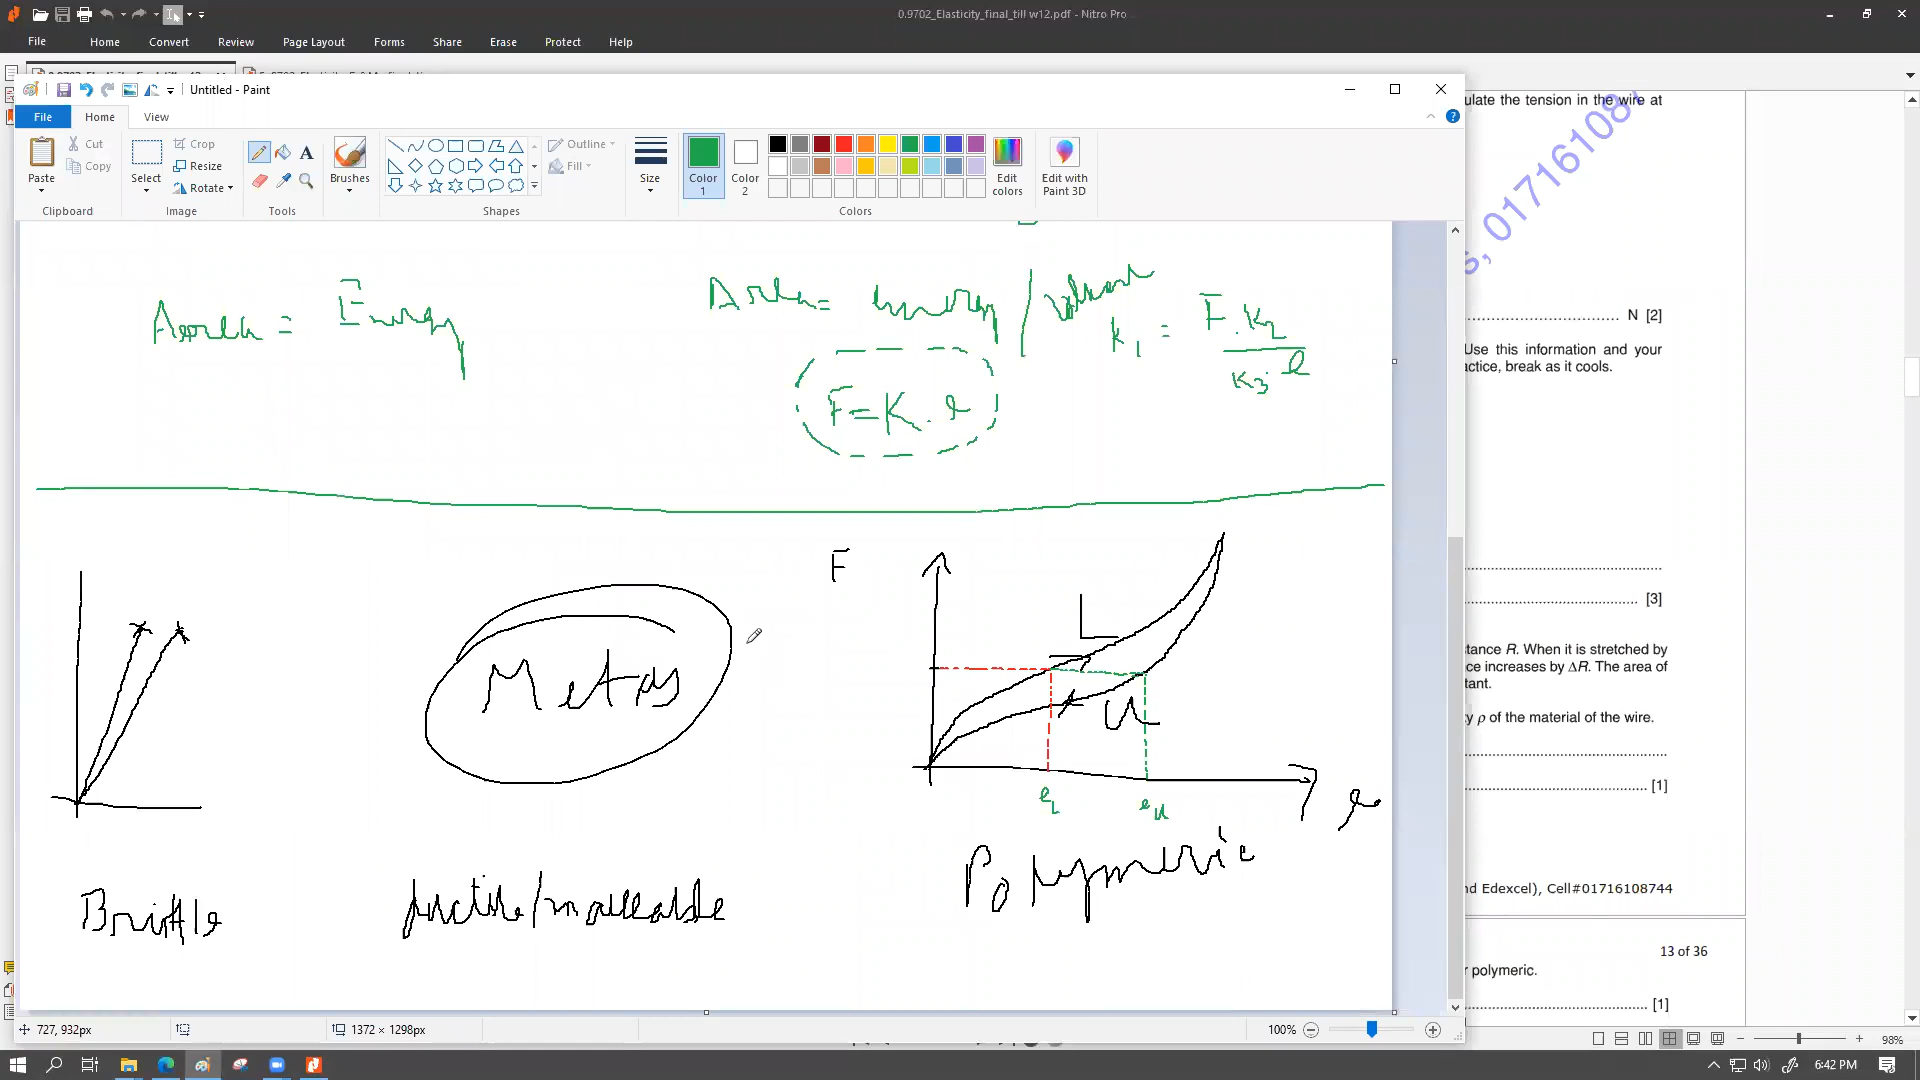 0.9702_Elasticity_final_till w12.pdf - Nitro Pro
File Home Convert Review Page Layout Forms Share Erase Protect Help
Untitled - Paint
File Home View
Paste
Cut
Copy
Clipboard
Select
Crop
Resize
Rotate
Image
A
Tools
Brushes
Outline
Fill
Shapes
Size
Color 1
Color 2
Edit colors
Edit with Paint 3D
Colors
Area = Energy
Area = energy / volume
k1 = F . k2
k3 . e
F = K . e
Brittle
Metals
ductile/malleable
F
L
U
eL
eU
e
Polymeric
ulate the tension in the wire at
s, 01716108
N [2]
Use this information and your
actice, break as it cools.
[3]
tance R. When it is stretched by
ce increases by ΔR. The area of
tant.
y ρ of the material of the wire.
[1]
nd Edexcel), Cell#01716108744
13 of 36
r polymeric.
[1]
727, 932px
1372 × 1298px
100%
98%
6:42 PM